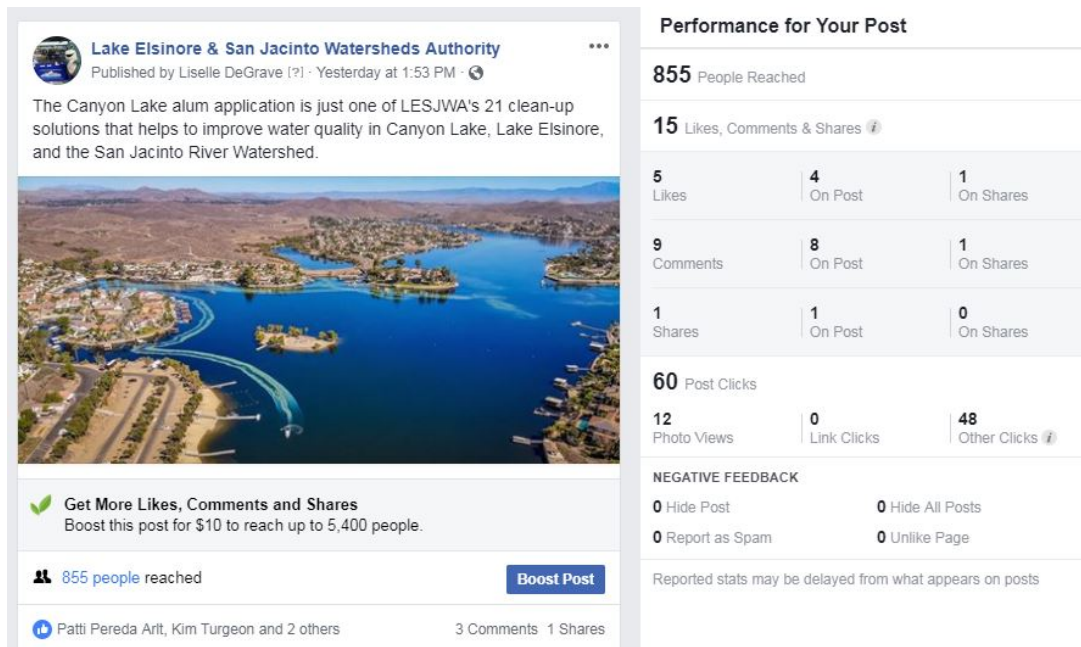 Lake Elsinore & San Jacinto Watersheds Authority
Published by Liselle DeGrave [?] · Yesterday at 1:53 PM ·
The Canyon Lake alum application is just one of LESJWA's 21 clean-up
solutions that helps to improve water quality in Canyon Lake, Lake Elsinore,
and the San Jacinto River Watershed.
Get More Likes, Comments and Shares
Boost this post for $10 to reach up to 5,400 people.
855 people reached
Boost Post
Patti Pereda Arlt, Kim Turgeon and 2 others
3 Comments 1 Shares
Performance for Your Post
855 People Reached
15 Likes, Comments & Shares i
5 4 1
Likes On Post On Shares
9 8 1
Comments On Post On Shares
1 1 0
Shares On Post On Shares
60 Post Clicks
12 0 48
Photo Views Link Clicks Other Clicks i
NEGATIVE FEEDBACK
0 Hide Post 0 Hide All Posts
0 Report as Spam 0 Unlike Page
Reported stats may be delayed from what appears on posts